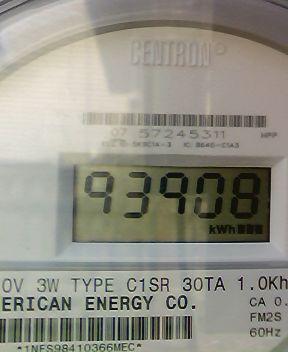 CENTRON®
07 57245311 MPP
93908
kWh
0V 3W TYPE C1SR 30TA 1.0Kh
ERICAN ENERGY CO. CA 0.
FM2S
60Hz
*1NFS98410366MEC*